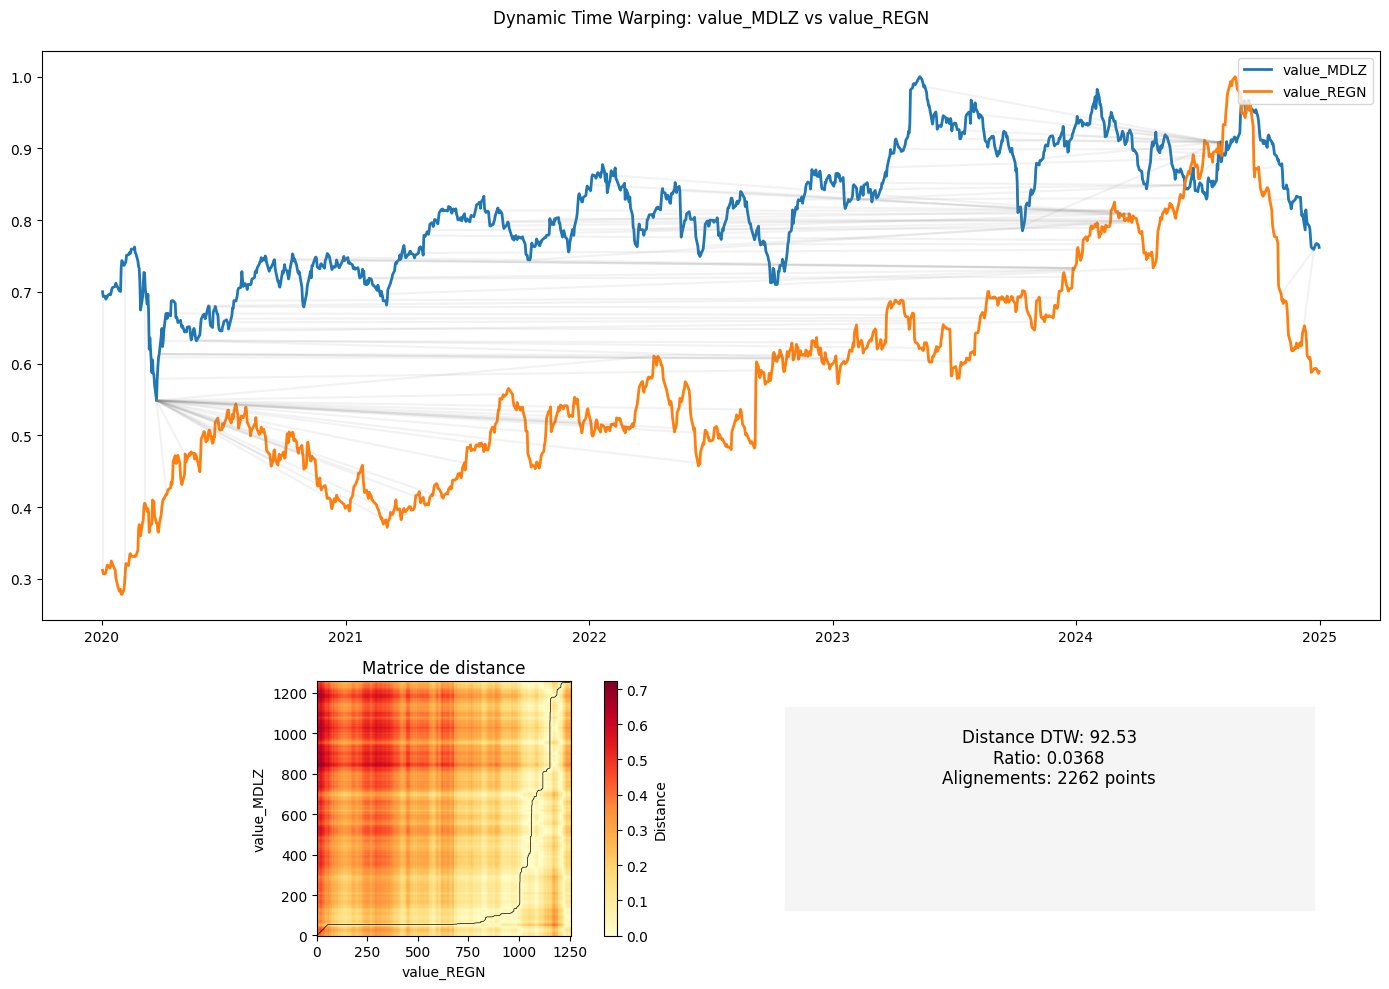 Dynamic Time Warping: value_MDLZ vs value_REGN
value_MDLZ
value_REGN
1.0
0.9
0.8
0.7
0.6
0.5
0.4
0.3
2020 2021 2022 2023 2024 2025
Matrice de distance
value_MDLZ
1200
1000
800
600
400
200
0
0 250 500 750 1000 1250
value_REGN
0.7
0.6
0.5
0.4
0.3
0.2
0.1
0.0
Distance
Distance DTW: 92.53
Ratio: 0.0368
Alignements: 2262 points